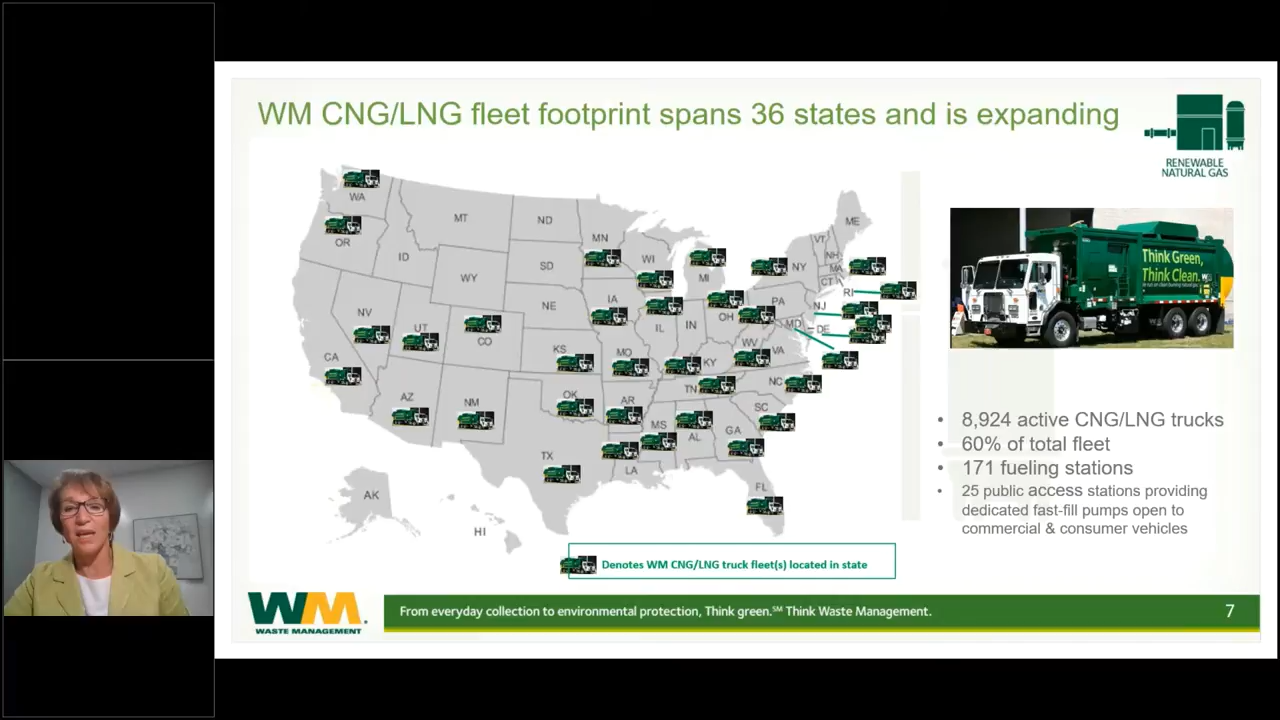 WM CNG/LNG fleet footprint spans 36 states and is expanding
RENEWABLE
NATURAL GAS
WA
OR
MT
ND
MN
ID
WY
SD
WI
MI
NY
VT
NH
ME
MA
CT
RI
NV
UT
CO
NE
IA
IL
IN
OH
PA
NJ
MD
DE
CA
KS
MO
KY
WV
VA
AZ
NM
OK
AR
TN
NC
SC
MS
AL
GA
TX
LA
FL
AK
HI
Think Green,
Think Clean.
• 8,924 active CNG/LNG trucks
• 60% of total fleet
• 171 fueling stations
• 25 public access stations providing
dedicated fast-fill pumps open to
commercial & consumer vehicles
Denotes WM CNG/LNG truck fleet(s) located in state
WM
WASTE MANAGEMENT
From everyday collection to environmental protection, Think green.℠ Think Waste Management.
7